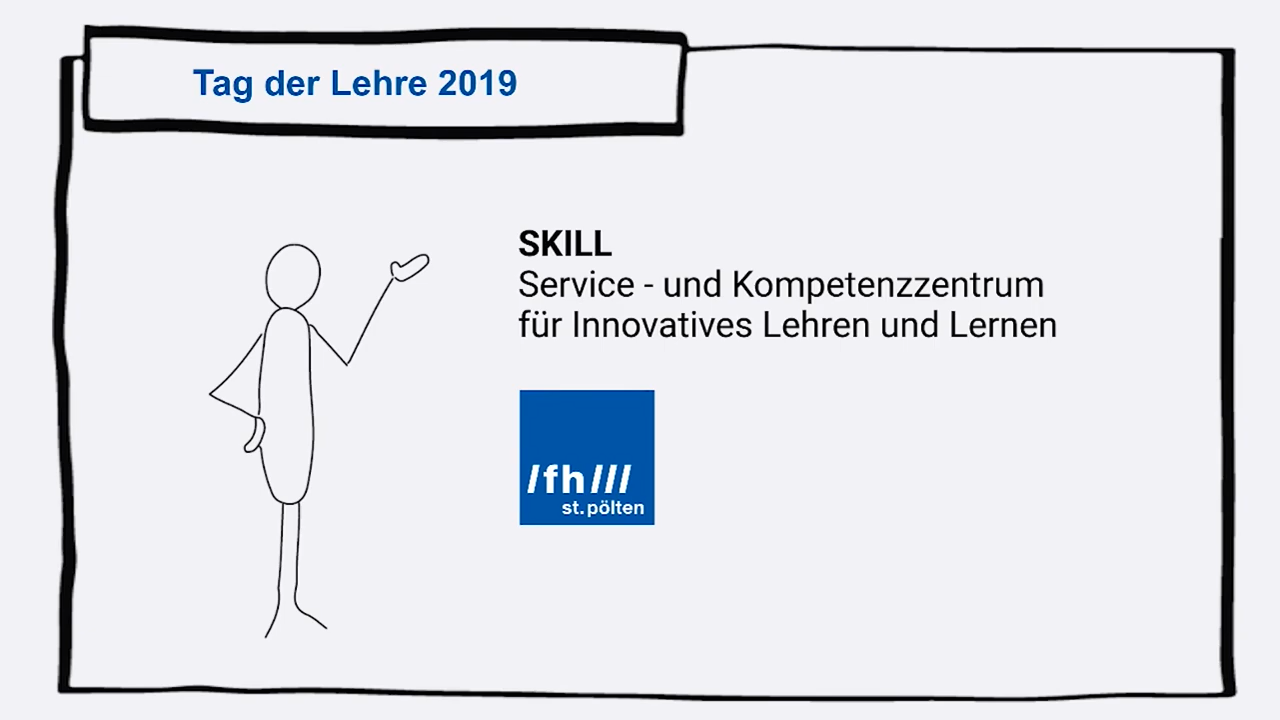 Tag der Lehre 2019
SKILL
Service - und Kompetenzzentrum
für Innovatives Lehren und Lernen
/fh///
st.pölten